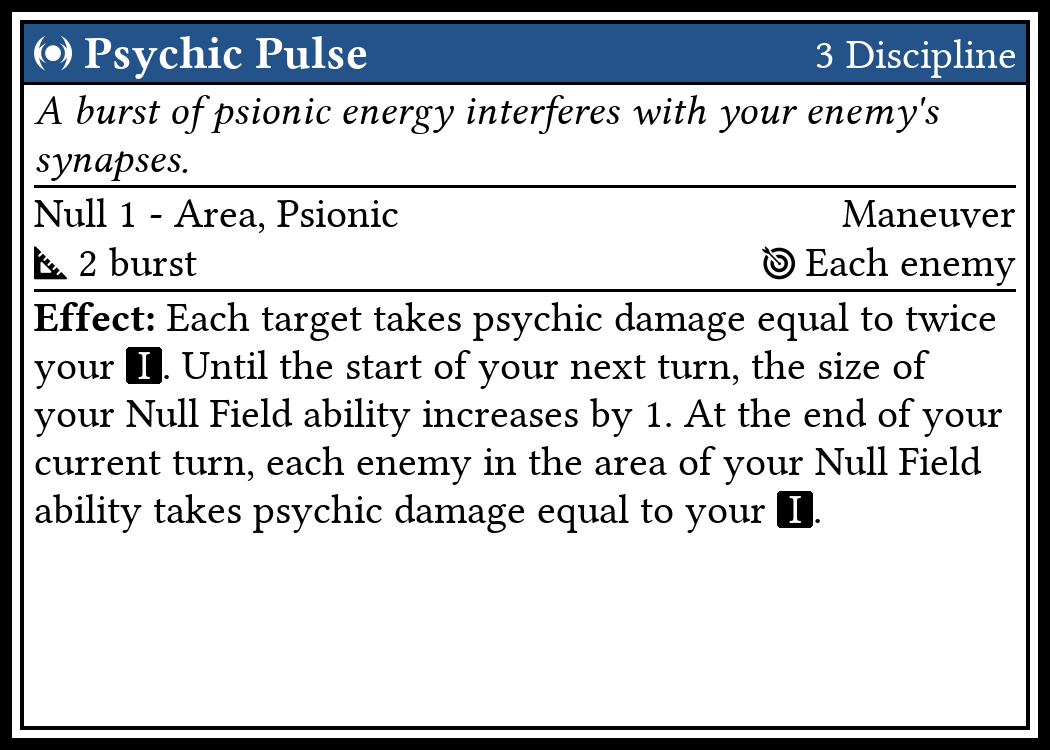 Psychic Pulse 3 Discipline
A burst of psionic energy interferes with your enemy's
synapses.
Null 1 - Area, Psionic Maneuver
2 burst Each enemy
Effect: Each target takes psychic damage equal to twice
your I. Until the start of your next turn, the size of
your Null Field ability increases by 1. At the end of your
current turn, each enemy in the area of your Null Field
ability takes psychic damage equal to your I.